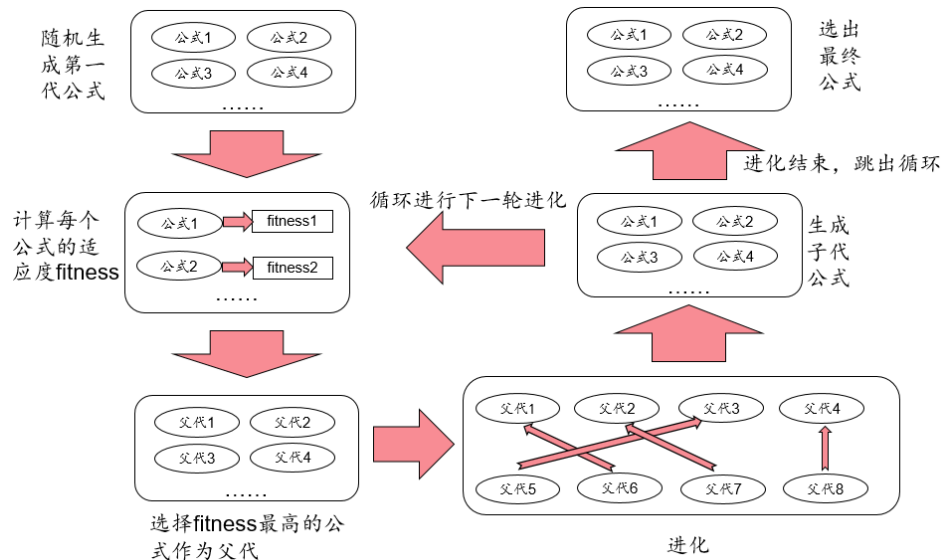 随机生
成第一
代公式
公式1
公式2
公式3
公式4
......
计算每个
公式的适
应度fitness
公式1
fitness1
公式2
fitness2
......
父代1
父代2
父代3
父代4
......
选择fitness最高的公
式作为父代
父代1
父代2
父代3
父代4
父代5
父代6
父代7
父代8
进化
循环进行下一轮进化
公式1
公式2
公式3
公式4
......
生成
子代
公式
进化结束，跳出循环
公式1
公式2
公式3
公式4
......
选出
最终
公式